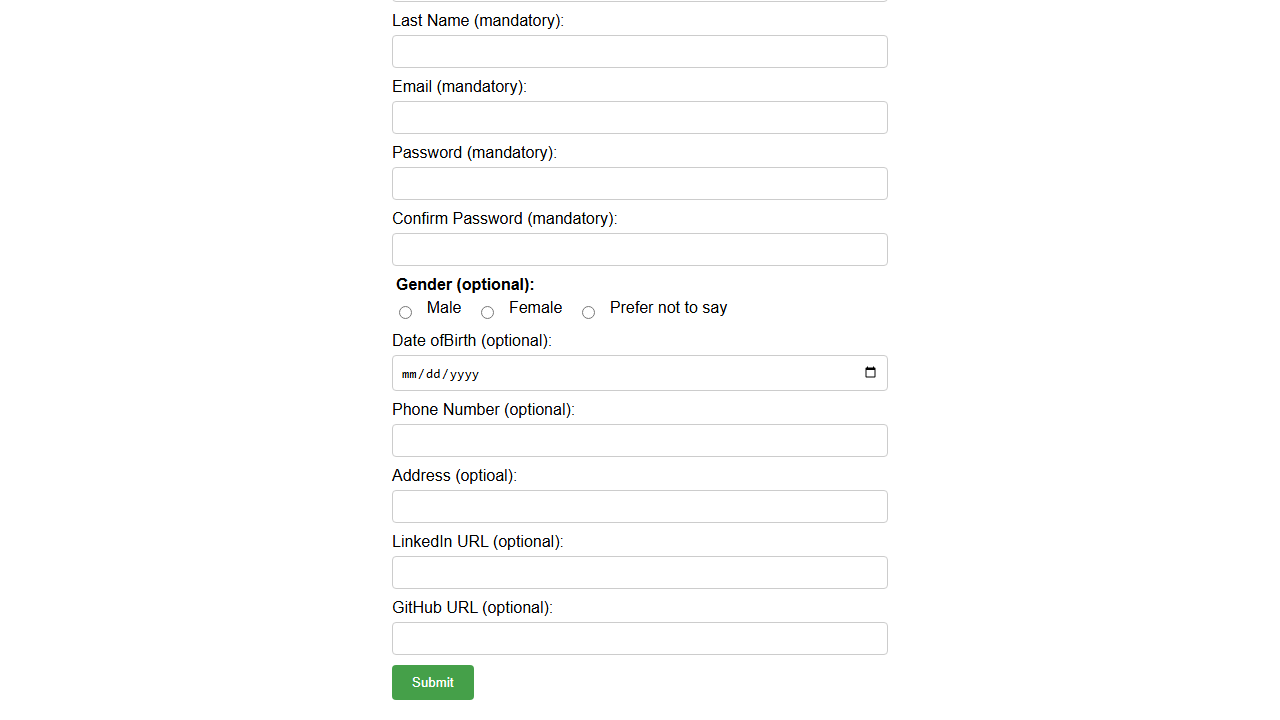 Last Name (mandatory):
Email (mandatory):
Password (mandatory):
Confirm Password (mandatory):
Gender (optional):
Male Female Prefer not to say
Date ofBirth (optional):
mm/dd/yyyy
Phone Number (optional):
Address (optioal):
LinkedIn URL (optional):
GitHub URL (optional):
Submit